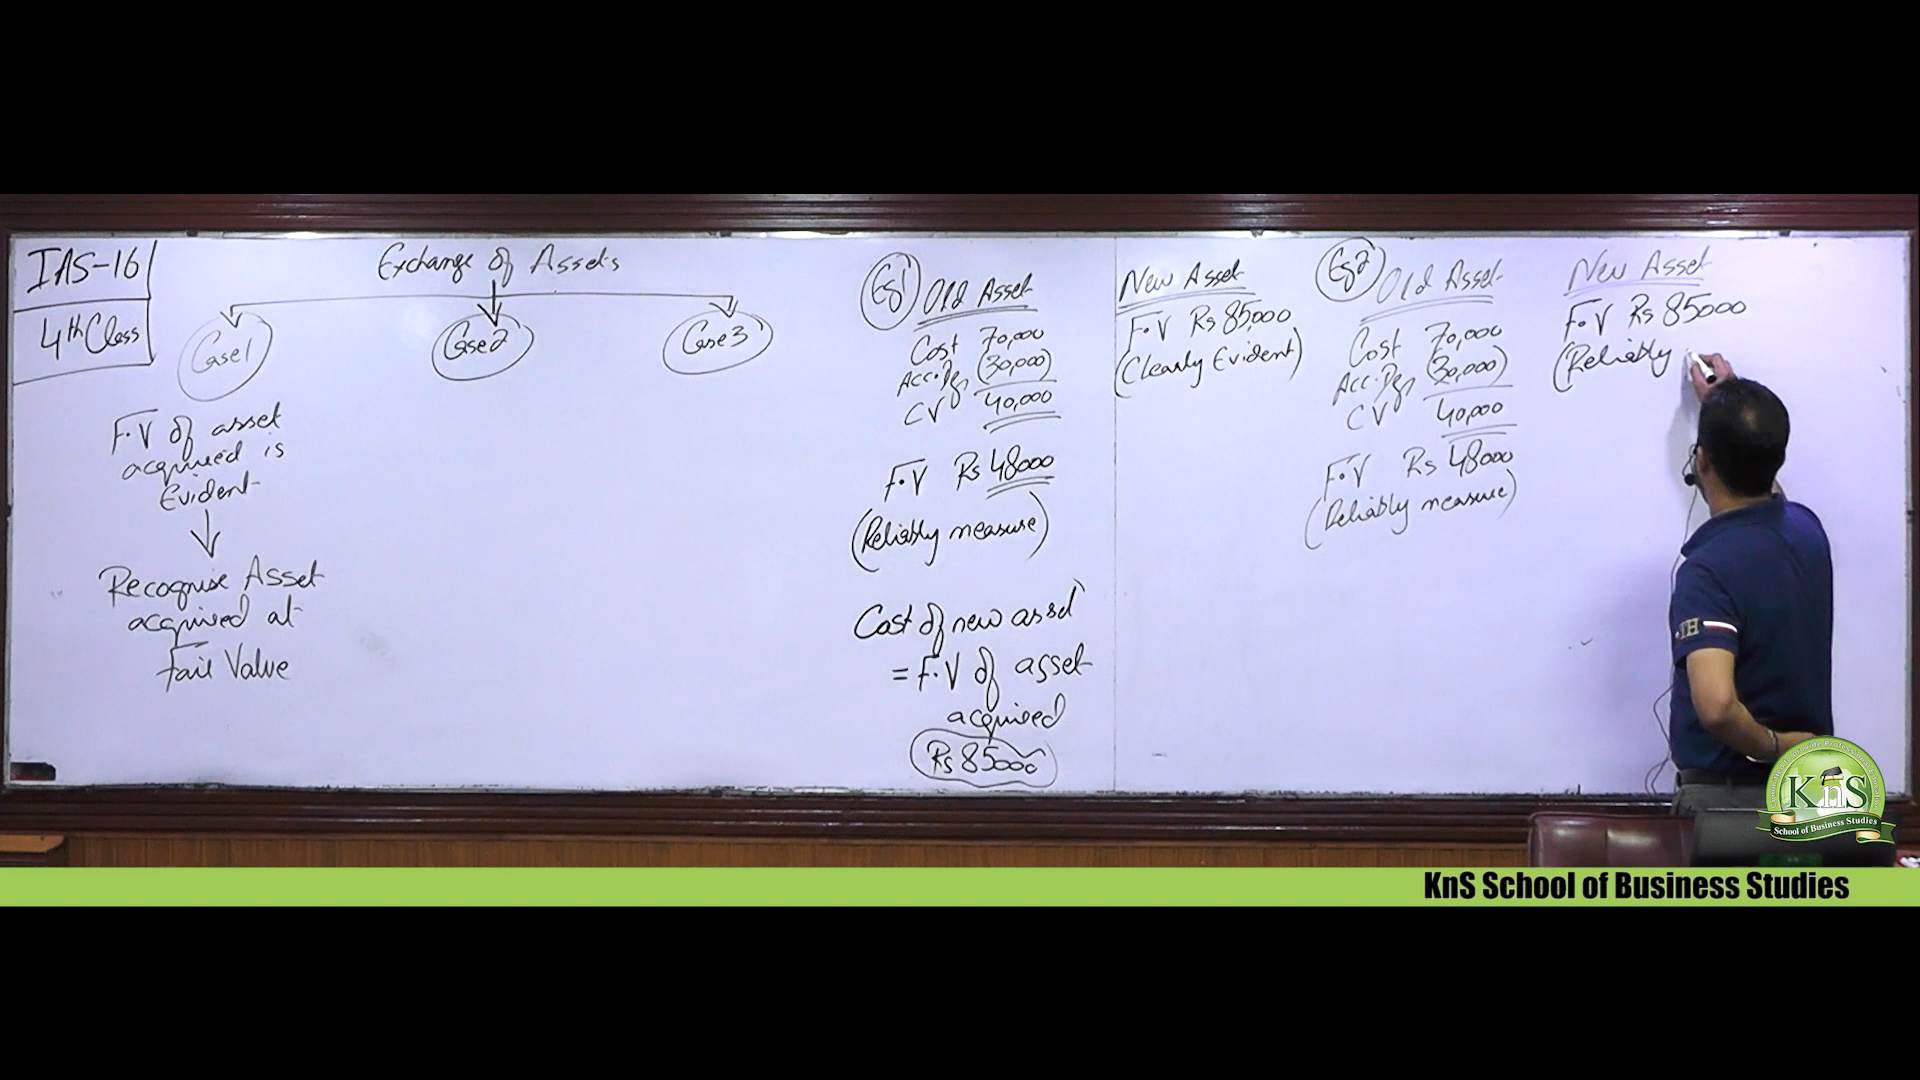 IAS-16
4th Class
Exchange of Assets
Case1
Case2
Case3
F.V of asset
acquired is
Evident
Recognise Asset
acquired at
Fair Value
Eg1
Old Asset
Cost 70,000
Acc.Dep (30,000)
CV 40,000
F.V Rs 48000
(Reliably measure)
Cost of new asset
= F.V of asset
acquired
Rs 85000
New Asset
F.V Rs 85,000
(Clearly Evident)
Eg2
Old Asset
Cost 70,000
Acc.Dep (30,000)
CV 40,000
F.V Rs 48000
(Reliably measure)
New Asset
F.V Rs 85000
(Reliably
TH
KnS
School of Business Studies
KnS School of Business Studies